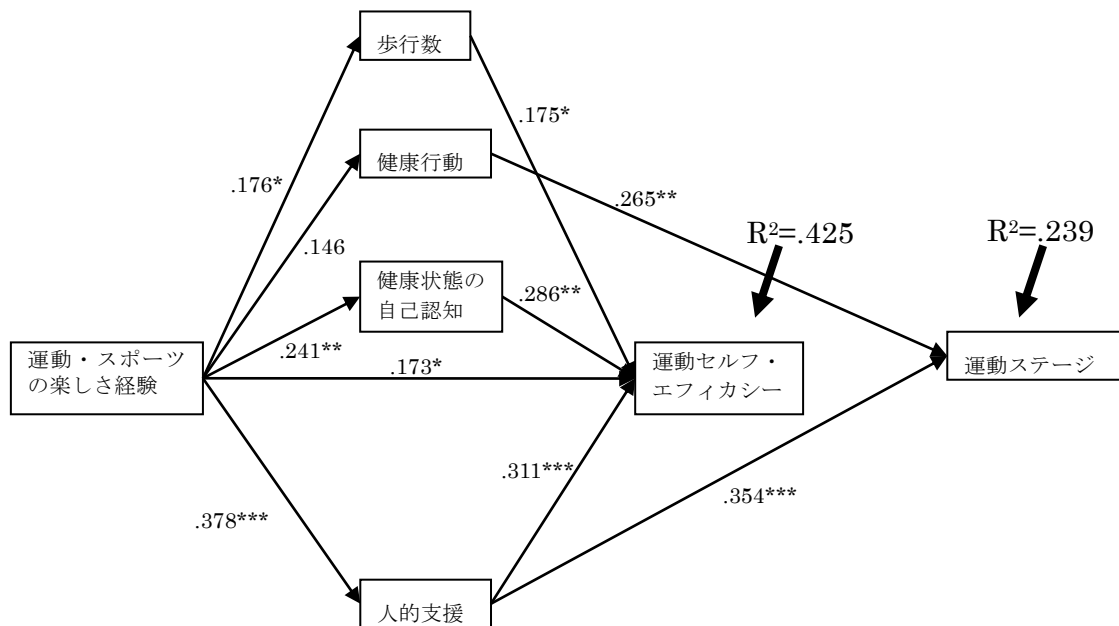 歩行数
.175*
健康行動
.176*
.265**
R²=.425
R²=.239
.146
健康状態の
自己認知
.286**
.241**
運動・スポーツ
の楽しさ経験
.173*
運動セルフ・
エフィカシー
運動ステージ
.311***
.354***
.378***
人的支援